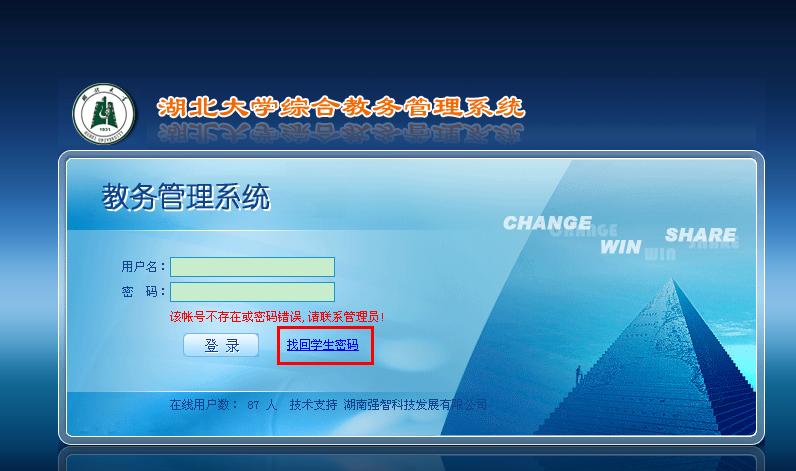 湖北大学综合教务管理系统
1931
HUBEI UNIVERSITY
教务管理系统
CHANGE
WIN
SHARE
用户名：
密 码：
该帐号不存在或密码错误,请联系管理员!
登 录
找回学生密码
在线用户数： 87 人 技术支持 湖南强智科技发展有限公司